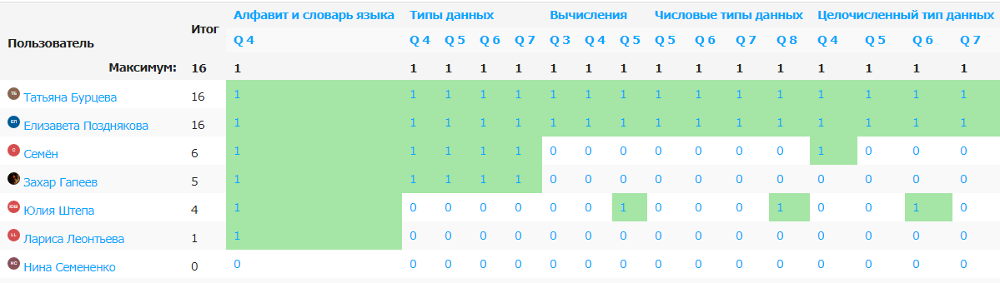 Алфавит и словарь языка Типы данных Вычисления Числовые типы данных Целочисленный тип данных
Пользователь Итог
Q 4 Q 4 Q 5 Q 6 Q 7 Q 3 Q 4 Q 5 Q 5 Q 6 Q 7 Q 8 Q 4 Q 5 Q 6 Q 7
Максимум: 16 1 1 1 1 1 1 1 1 1 1 1 1 1 1 1 1
ТБ Татьяна Бурцева 16 1 1 1 1 1 1 1 1 1 1 1 1 1 1 1 1
ЕП Елизавета Позднякова 16 1 1 1 1 1 1 1 1 1 1 1 1 1 1 1 1
С Семён 6 1 1 1 1 1 0 0 0 0 0 0 0 1 0 0 0
Захар Гапеев 5 1 1 1 1 1 0 0 0 0 0 0 0 0 0 0 0
ЮШ Юлия Штепа 4 1 0 0 0 0 0 0 1 0 0 0 1 0 0 1 0
LL Лариса Леонтьева 1 1 0 0 0 0 0 0 0 0 0 0 0 0 0 0 0
НС Нина Семененко 0 0 0 0 0 0 0 0 0 0 0 0 0 0 0 0 0